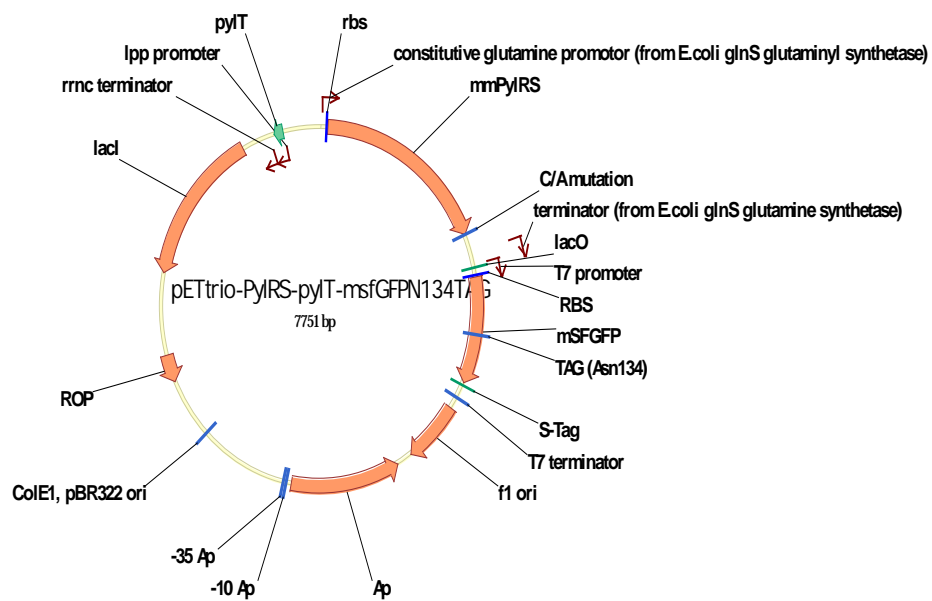 pylT
rbs
lpp promoter
constitutive glutamine promotor (from E.coli glnS glutaminyl synthetase)
rrnc terminator
mmPylRS
lacI
C/A mutation
terminator (from E.coli glnS glutamine synthetase)
lacO
T7 promoter
pETtrio-PylRS-pylT-msfGFPN134TAG
RBS
7751 bp
mSFGFP
TAG (Asn134)
ROP
S-Tag
T7 terminator
ColE1, pBR322 ori
f1 ori
-35 Ap
-10 Ap
Ap